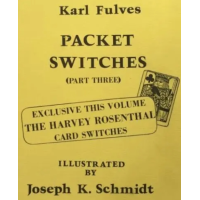 Karl Fulves
PACKET
SWITCHES
(PART THREE)
EXCLUSIVE THIS VOLUME
THE HARVEY ROSENTHAL
CARD SWITCHES
ILLUSTRATED
BY
Joseph K. Schmidt